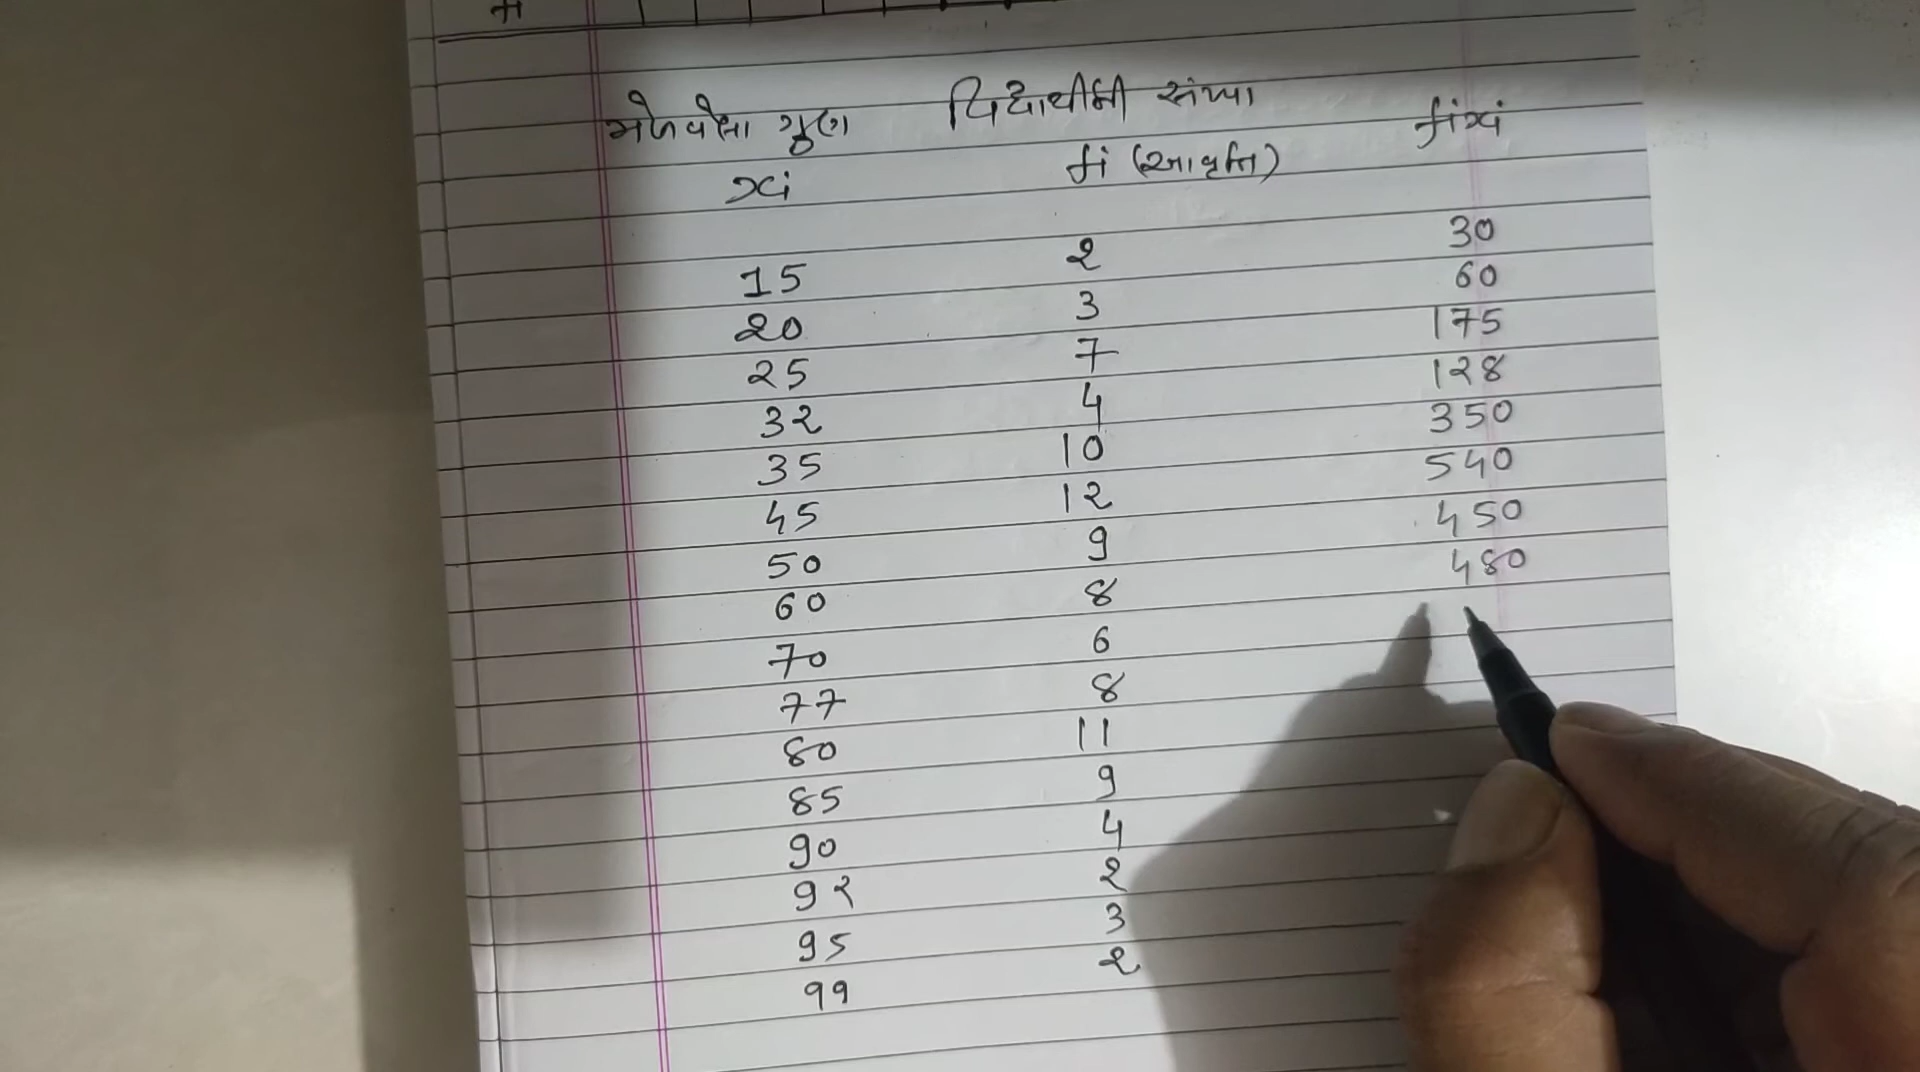 મેળવેલા ગુણ વિદ્યાર્થીની સંખ્યા fixi
xi fi (આવૃત્તિ)
15 2 30
20 3 60
25 7 175
32 4 128
35 10 350
45 12 540
50 9 450
60 8 480
70 6
77 8
80 11
85 9
90 4
92 2
95 3
99 2